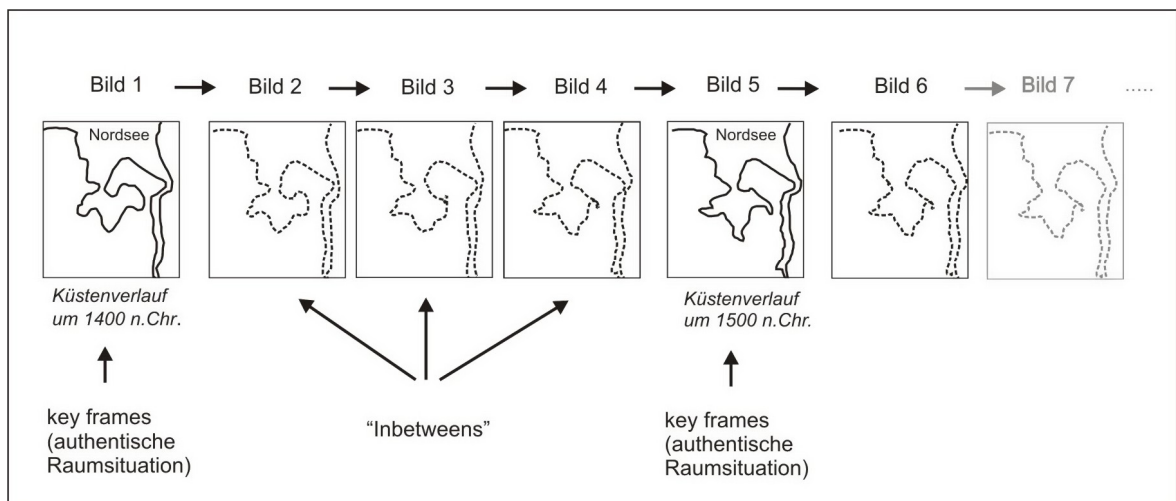 Bild 1 Bild 2 Bild 3 Bild 4 Bild 5 Bild 6 Bild 7 .....
Nordsee
Nordsee
Küstenverlauf
um 1400 n.Chr.
Küstenverlauf
um 1500 n.Chr.
key frames
(authentische
Raumsituation)
“Inbetweens”
key frames
(authentische
Raumsituation)